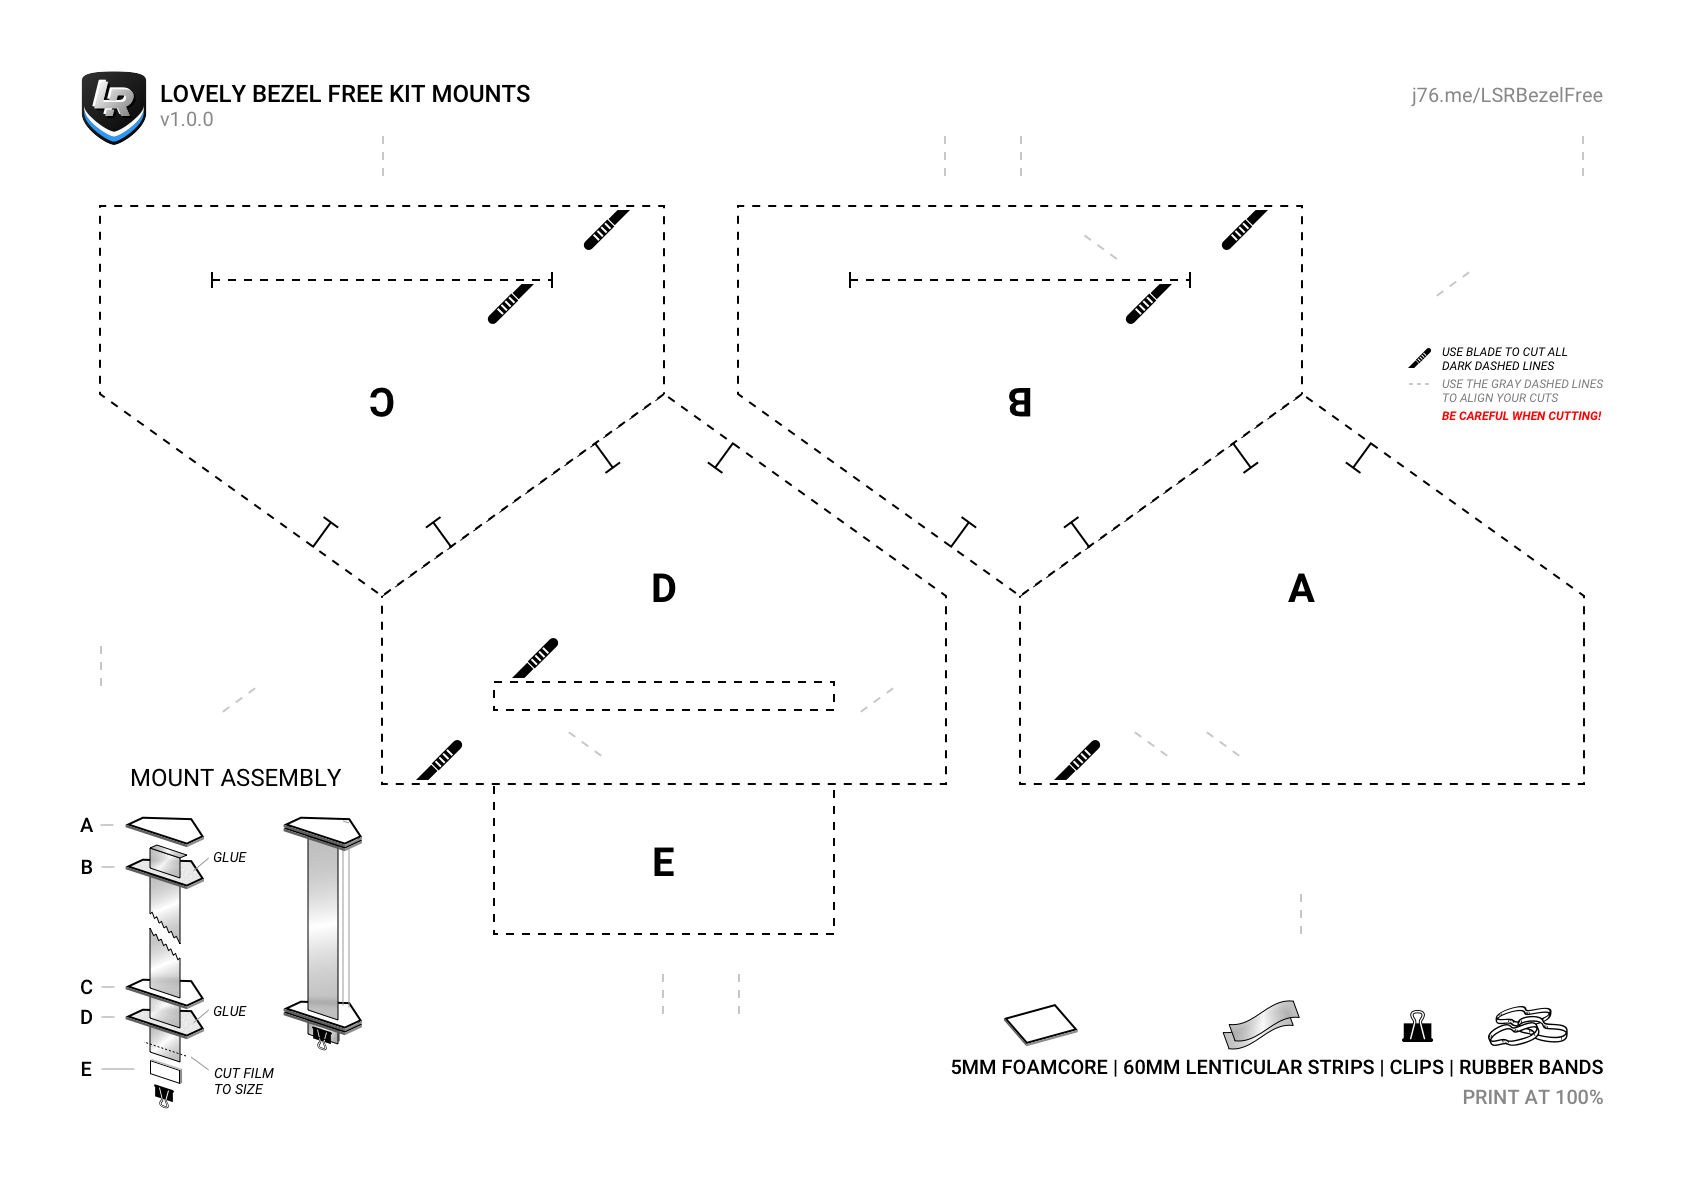 LR
LOVELY BEZEL FREE KIT MOUNTS
v1.0.0
j76.me/LSRBezelFree
USE BLADE TO CUT ALL
DARK DASHED LINES
USE THE GRAY DASHED LINES
TO ALIGN YOUR CUTS
BE CAREFUL WHEN CUTTING!
C
B
D
A
E
MOUNT ASSEMBLY
A
B
GLUE
C
D
GLUE
E
CUT FILM
TO SIZE
5MM FOAMCORE | 60MM LENTICULAR STRIPS | CLIPS | RUBBER BANDS
PRINT AT 100%